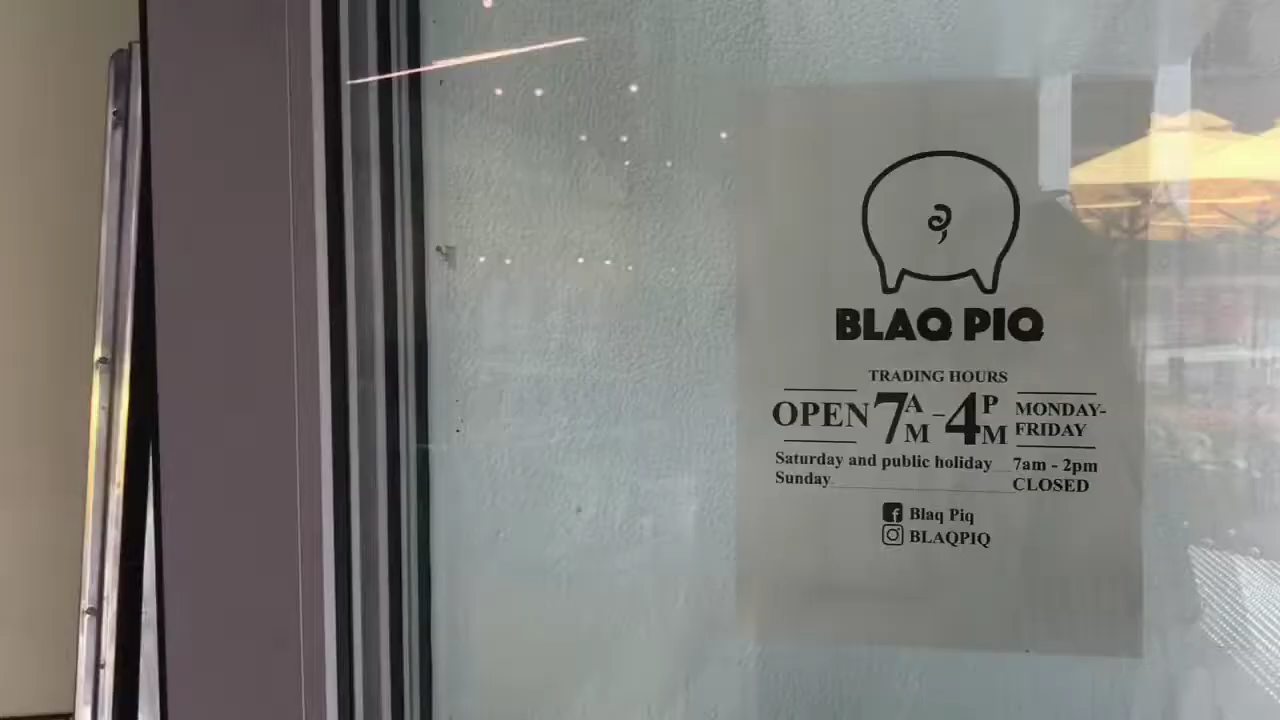 BLAQ PIQ
TRADING HOURS
OPEN 7AM - 4PM MONDAY-FRIDAY
Saturday and public holiday 7am - 2pm
Sunday CLOSED
Blaq Piq
BLAQPIQ